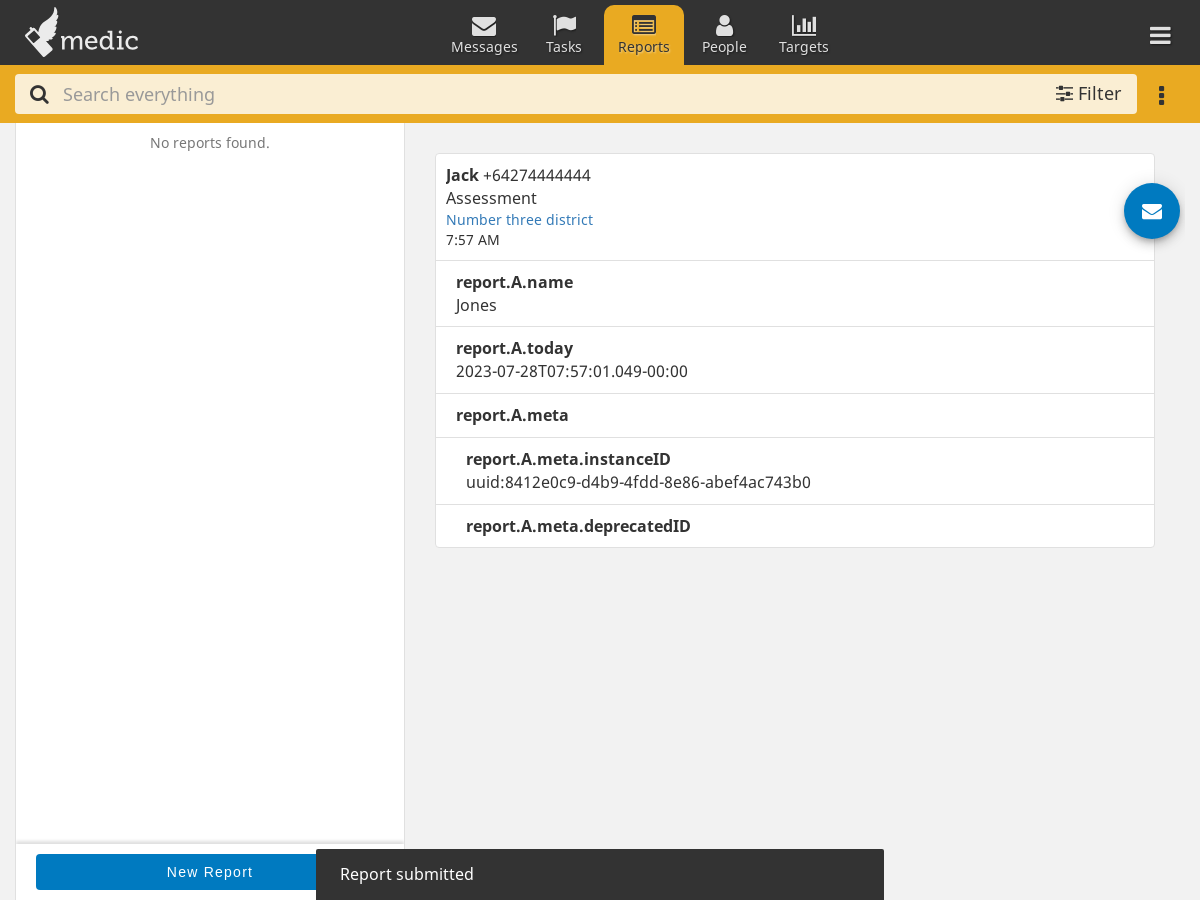 medic
Messages
Tasks
Reports
People
Targets
Search everything
Filter
No reports found.
Jack +64274444444
Assessment
Number three district
7:57 AM
report.A.name
Jones
report.A.today
2023-07-28T07:57:01.049-00:00
report.A.meta
report.A.meta.instanceID
uuid:8412e0c9-d4b9-4fdd-8e86-abef4ac743b0
report.A.meta.deprecatedID
New Report
Report submitted